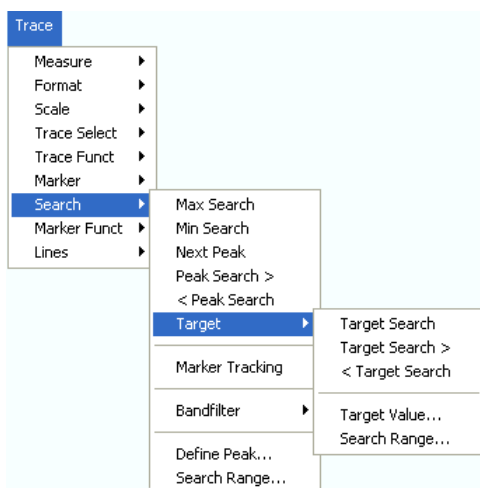 Trace
Measure
Format
Scale
Trace Select
Trace Funct
Marker
Search
Marker Funct
Lines
Max Search
Min Search
Next Peak
Peak Search >
< Peak Search
Target
Marker Tracking
Bandfilter
Define Peak...
Search Range...
Target Search
Target Search >
< Target Search
Target Value...
Search Range...